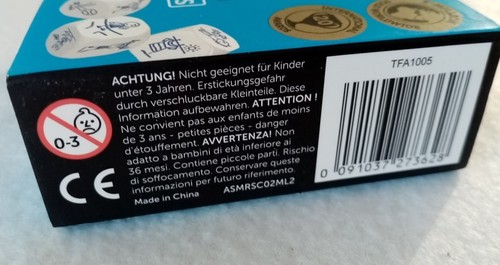 ACHTUNG! Nicht geeignet für Kinder
unter 3 Jahren. Erstickungsgefahr
durch verschluckbare Kleinteile. Diese
Information aufbewahren. ATTENTION !
Ne convient pas aux enfants de moins
de 3 ans - petites pièces - danger
d'étouffement. AVVERTENZA! Non
adatto a bambini di età inferiore ai
36 mesi. Contiene piccole parti. Rischio
di soffocamento. Conservare queste
informazioni per futuro riferimento.
Made in China
ASMRSC02ML2
0-3
CE
TFA1005
0 091037 273628